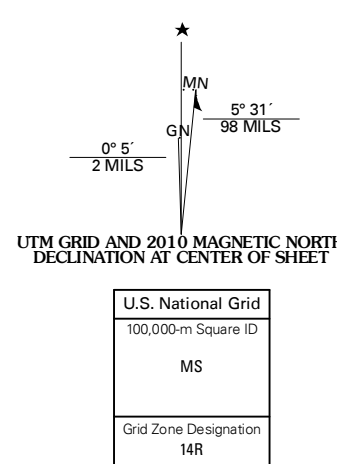 MN
5° 31´
98 MILS
GN
0° 5´
2 MILS
UTM GRID AND 2010 MAGNETIC NORTH
DECLINATION AT CENTER OF SHEET
U.S. National Grid
100,000-m Square ID
MS
Grid Zone Designation
14R